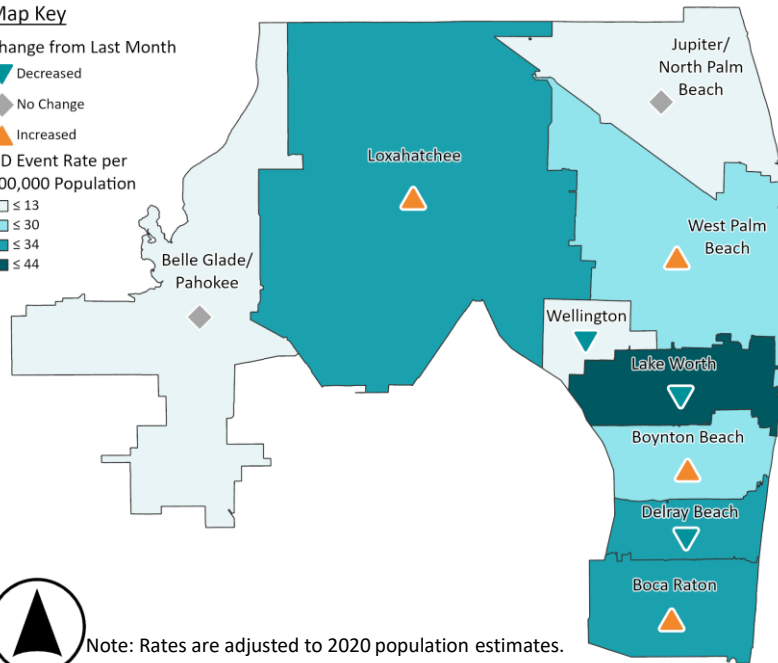 Map Key
hange from Last Month
Decreased
No Change
Increased
D Event Rate per
00,000 Population
≤ 13
≤ 30
≤ 34
≤ 44
Jupiter/
North Palm
Beach
Loxahatchee
West Palm
Beach
Belle Glade/
Pahokee
Wellington
Lake Worth
Boynton Beach
Delray Beach
Boca Raton
Note: Rates are adjusted to 2020 population estimates.